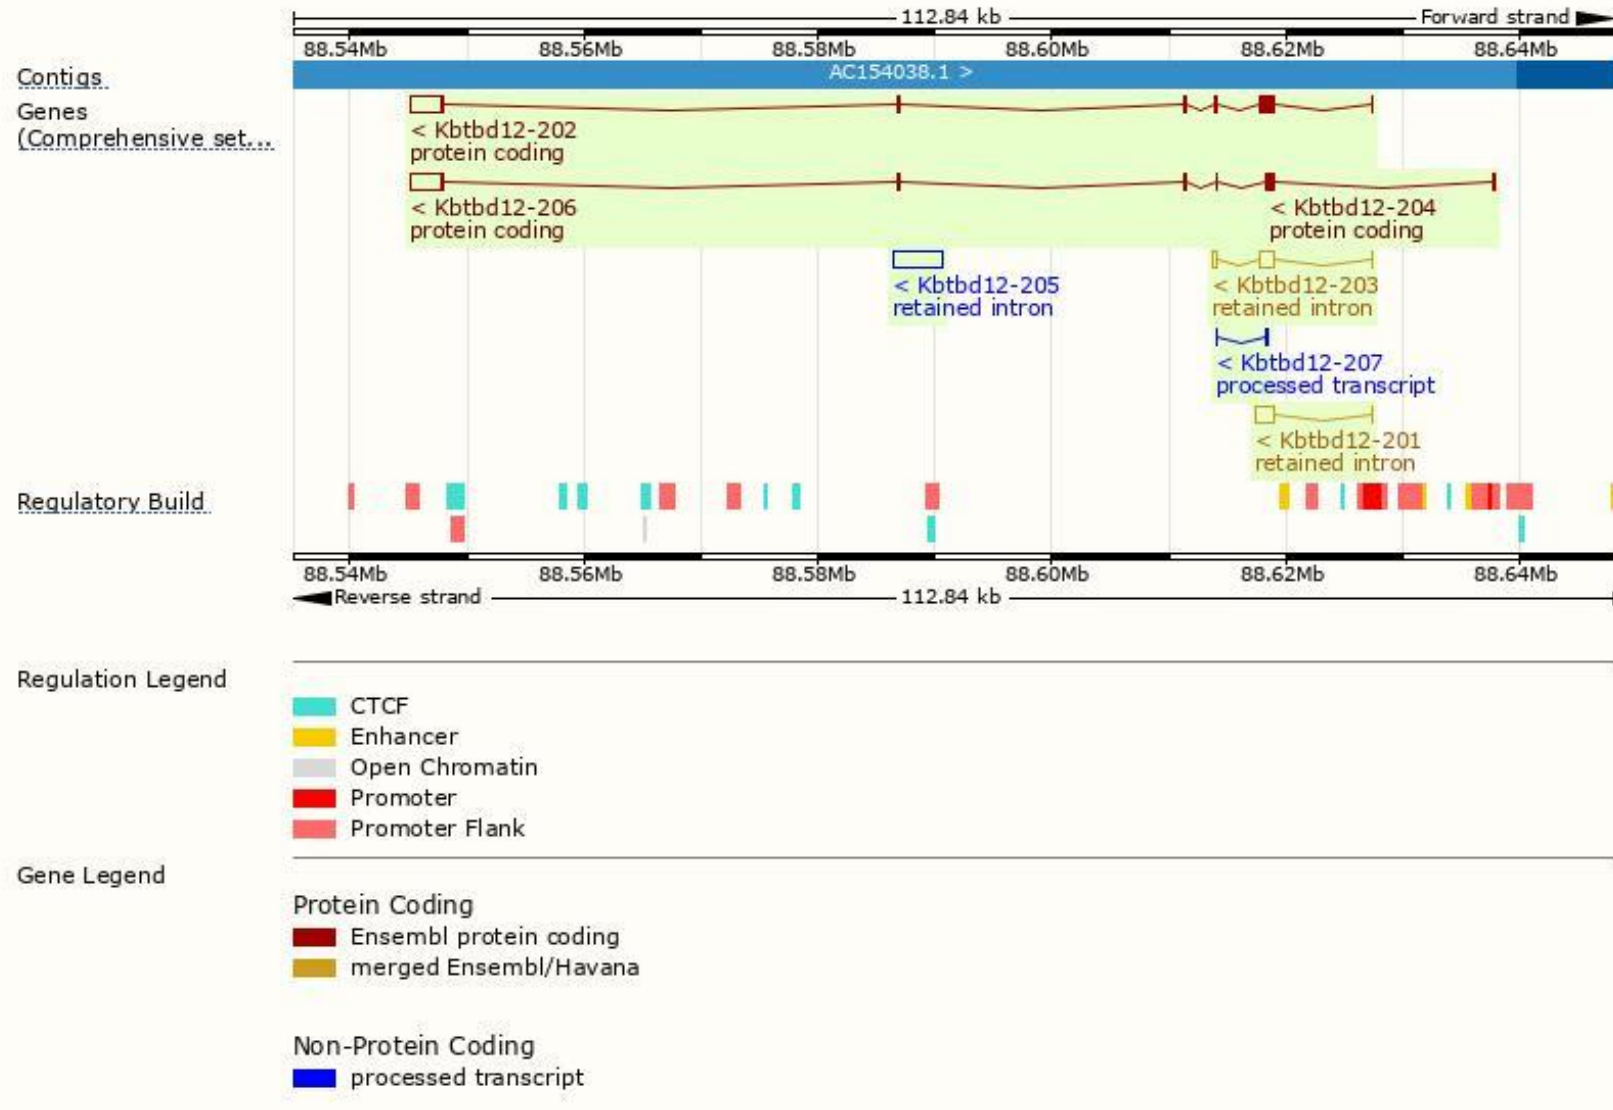 112.84 kb Forward strand
88.54Mb 88.56Mb 88.58Mb 88.60Mb 88.62Mb 88.64Mb
Contigs AC154038.1 >
Genes
(Comprehensive set...
< Kbtbd12-202
protein coding
< Kbtbd12-206 < Kbtbd12-204
protein coding protein coding
< Kbtbd12-205 < Kbtbd12-203
retained intron retained intron
< Kbtbd12-207
processed transcript
< Kbtbd12-201
retained intron
Regulatory Build
88.54Mb 88.56Mb 88.58Mb 88.60Mb 88.62Mb 88.64Mb
Reverse strand 112.84 kb
Regulation Legend
CTCF
Enhancer
Open Chromatin
Promoter
Promoter Flank
Gene Legend
Protein Coding
Ensembl protein coding
merged Ensembl/Havana
Non-Protein Coding
processed transcript